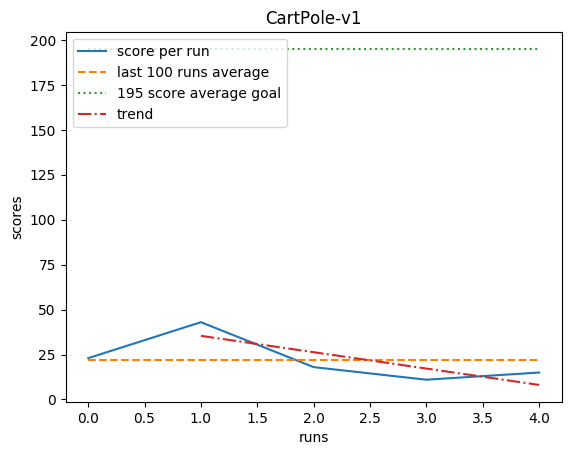 CartPole-v1
score per run
last 100 runs average
195 score average goal
trend
scores
200
175
150
125
100
75
50
25
0
0.0 0.5 1.0 1.5 2.0 2.5 3.0 3.5 4.0
runs